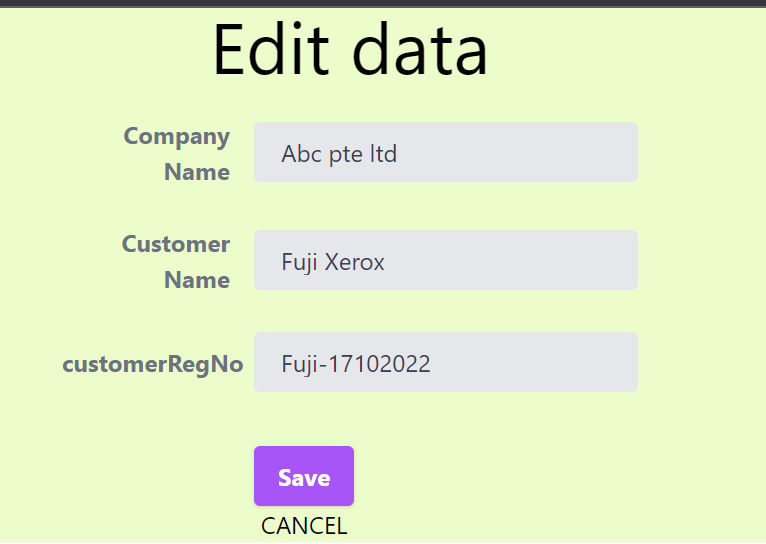 Edit data
Company
Name
Abc pte ltd
Customer
Name
Fuji Xerox
customerRegNo
Fuji-17102022
Save
CANCEL